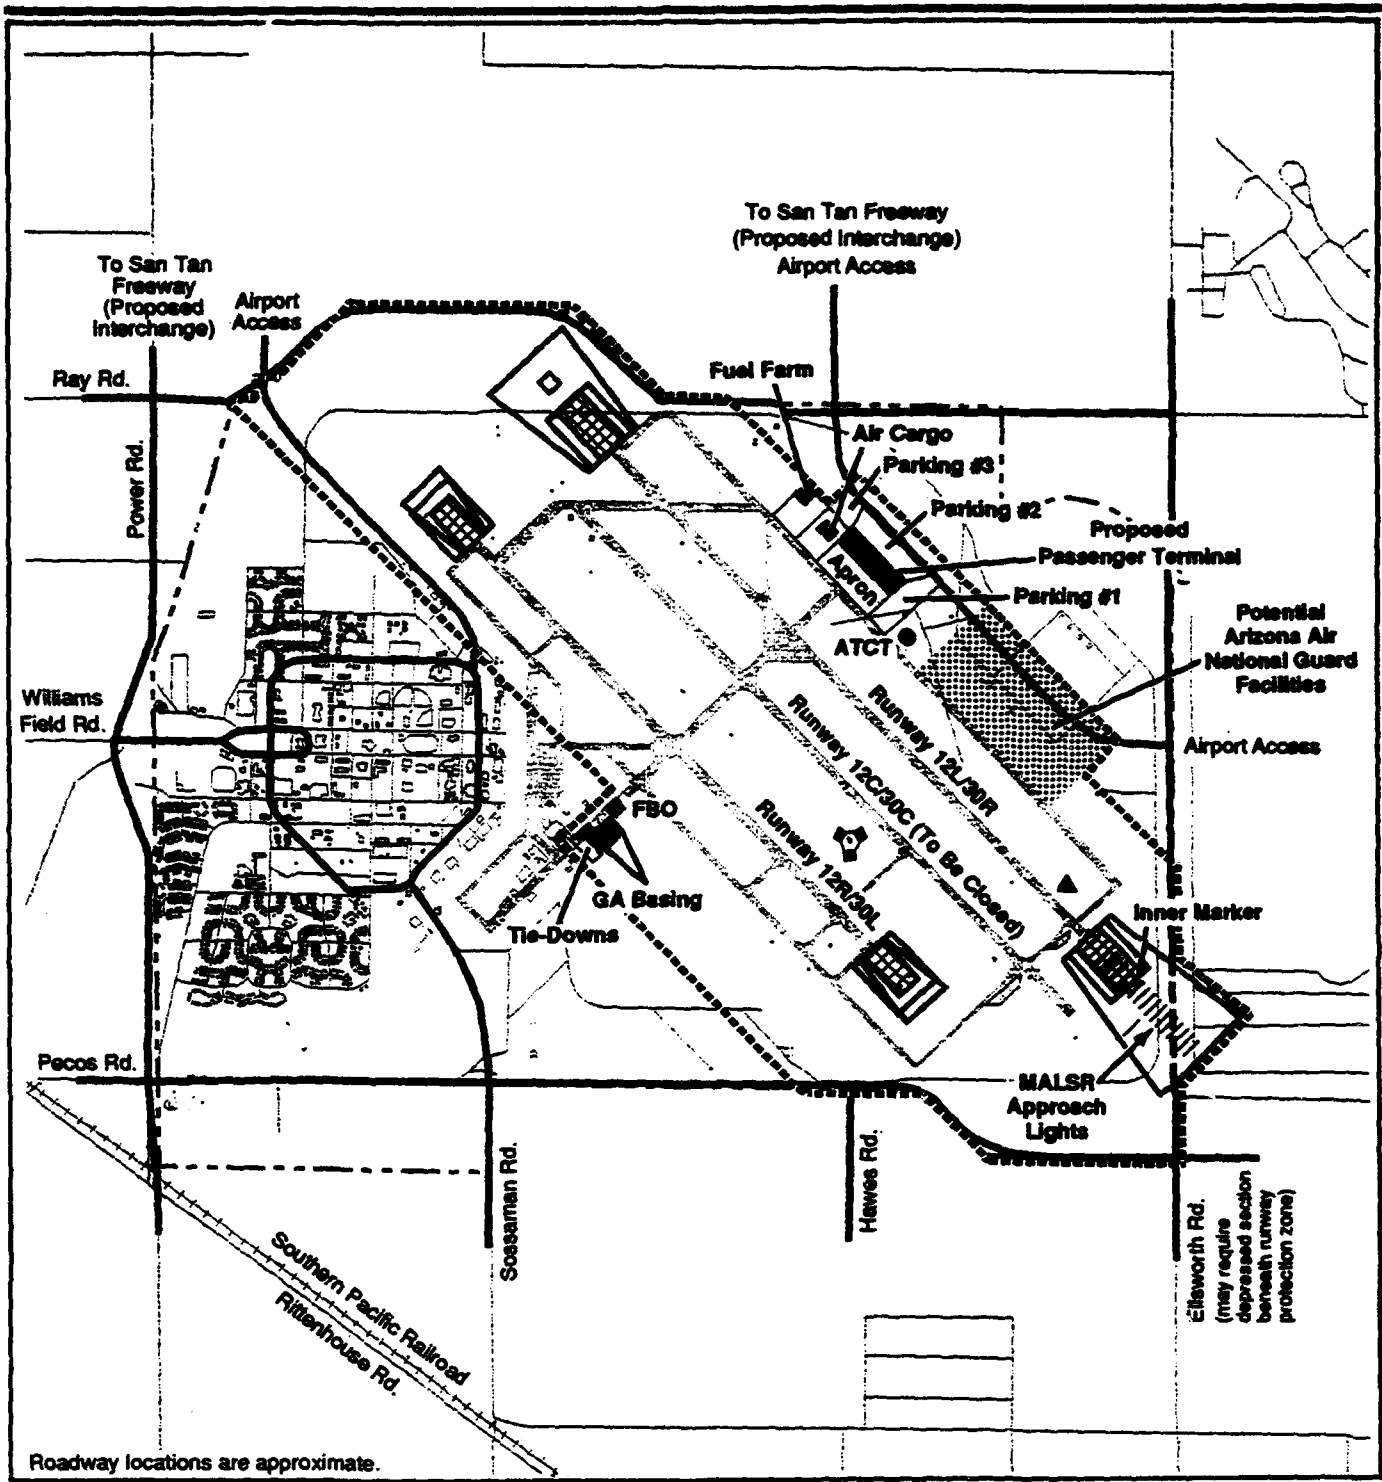 To San Tan Freeway
(Proposed Interchange)
Airport Access
To San Tan
Freeway
(Proposed
Interchange)
Airport
Access
Ray Rd.
Fuel Farm
Air Cargo
Parking #3
Parking #2
Proposed
Passenger Terminal
Apron
Parking #1
Power Rd.
ATCT
Potential
Arizona Air
National Guard
Facilities
Williams
Field Rd.
Runway 12L/30R
Runway 12C/30C (To Be Closed)
Runway 12R/30L
Airport Access
FBO
GA Basing
Tie-Downs
Inner Marker
Pecos Rd.
MALSR
Approach
Lights
Sossaman Rd.
Hawes Rd.
Ellsworth Rd.
(may require
depressed section
beneath runway
protection zone)
Southern Pacific Railroad
Rittenhouse Rd.
Roadway locations are approximate.